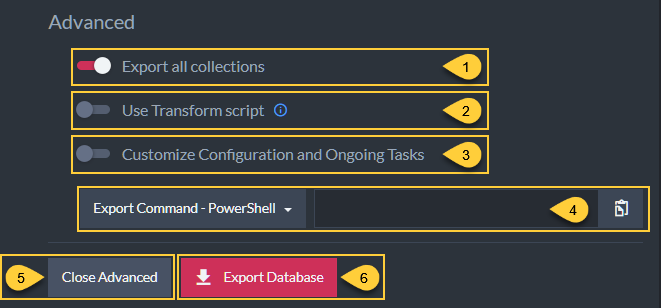 Advanced
Export all collections 1
Use Transform script 2
Customize Configuration and Ongoing Tasks 3
Export Command - PowerShell 4
5 Close Advanced Export Database 6